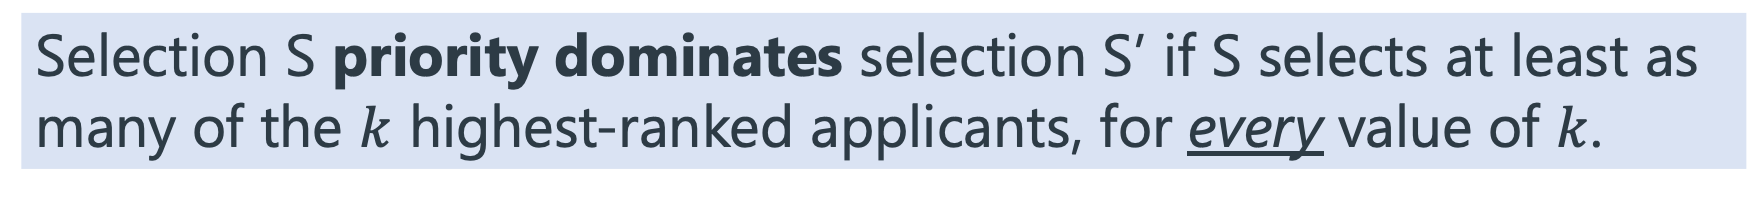 Selection S priority dominates selection S′ if S selects at least as
many of the k highest-ranked applicants, for every value of k.